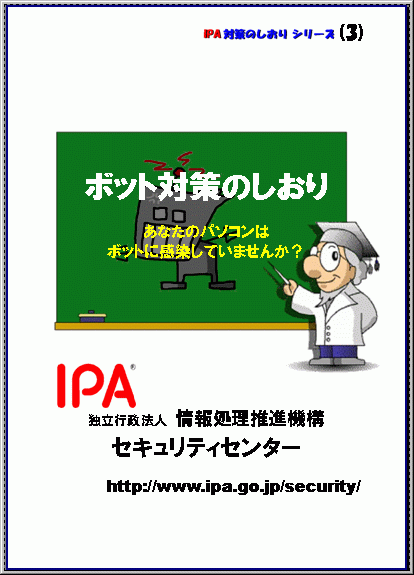 IPA 対策のしおり シリーズ (3)
ボット対策のしおり
あなたのパソコンは
ボットに感染していませんか？
IPA®
独立行政法人 情報処理推進機構
セキュリティセンター
http://www.ipa.go.jp/security/